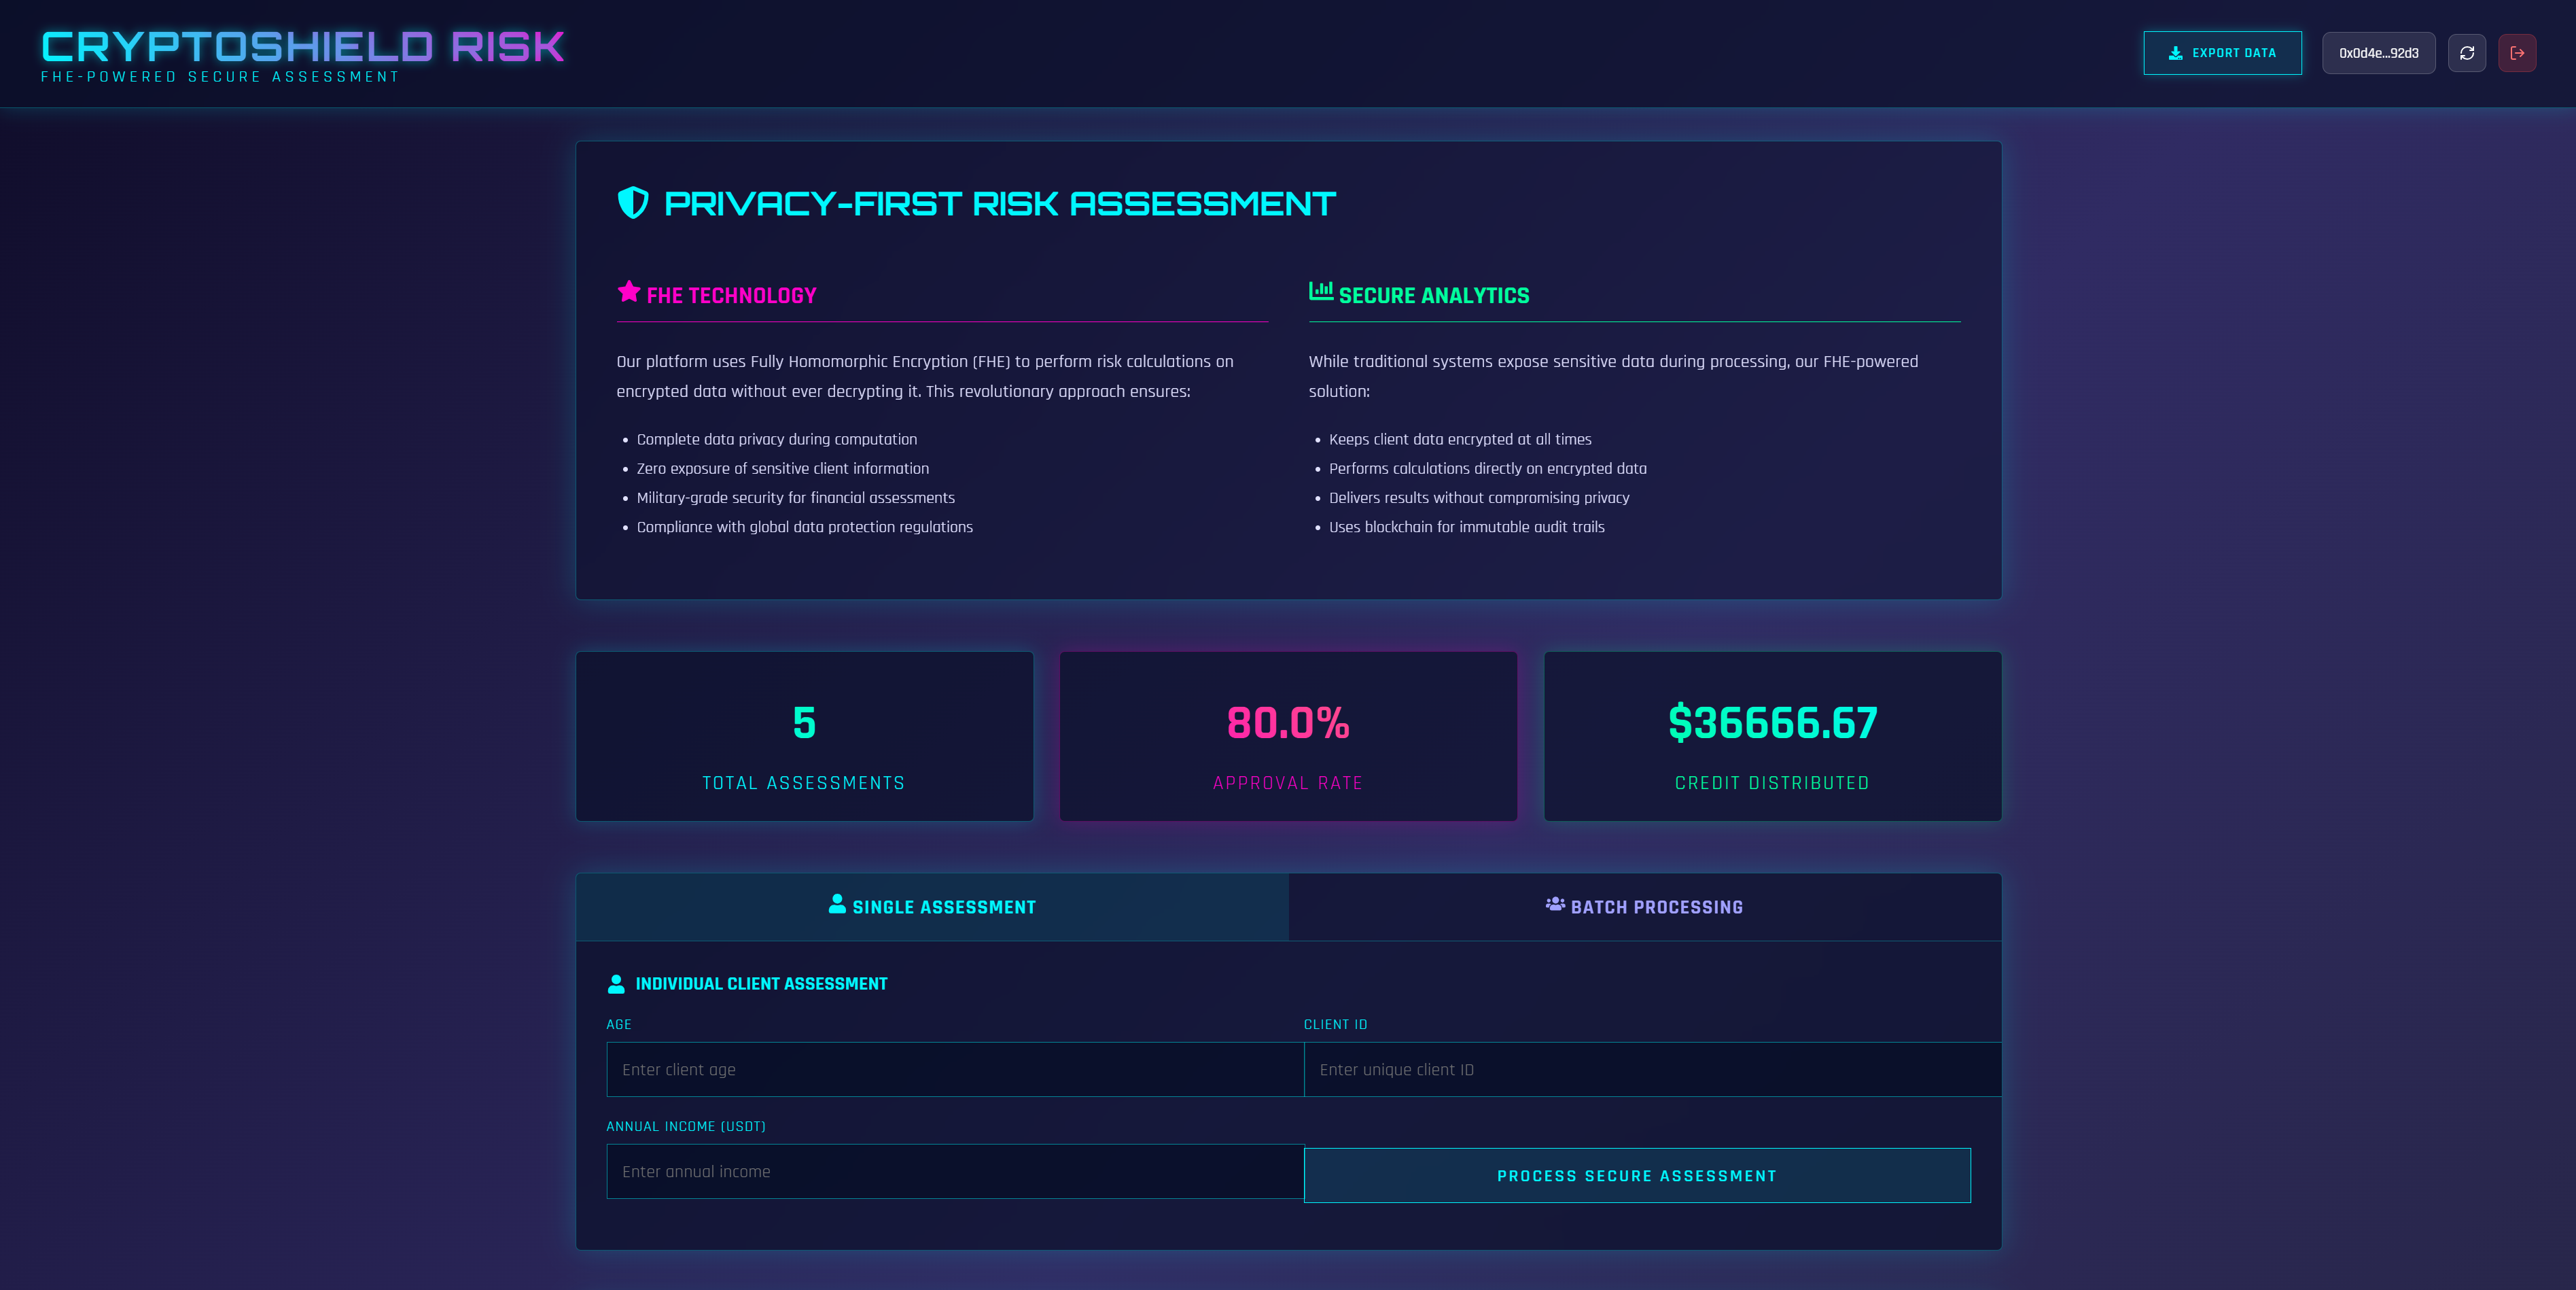 CRYPTOSHIELD RISK
FHE-POWERED SECURE ASSESSMENT
EXPORT DATA
0x0d4e...92d3
PRIVACY-FIRST RISK ASSESSMENT
FHE TECHNOLOGY
Our platform uses Fully Homomorphic Encryption (FHE) to perform risk calculations on
encrypted data without ever decrypting it. This revolutionary approach ensures:
• Complete data privacy during computation
• Zero exposure of sensitive client information
• Military-grade security for financial assessments
• Compliance with global data protection regulations
SECURE ANALYTICS
While traditional systems expose sensitive data during processing, our FHE-powered
solution:
• Keeps client data encrypted at all times
• Performs calculations directly on encrypted data
• Delivers results without compromising privacy
• Uses blockchain for immutable audit trails
5
TOTAL ASSESSMENTS
80.0%
APPROVAL RATE
$36666.67
CREDIT DISTRIBUTED
SINGLE ASSESSMENT
BATCH PROCESSING
INDIVIDUAL CLIENT ASSESSMENT
AGE
Enter client age
CLIENT ID
Enter unique client ID
ANNUAL INCOME (USDT)
Enter annual income
PROCESS SECURE ASSESSMENT